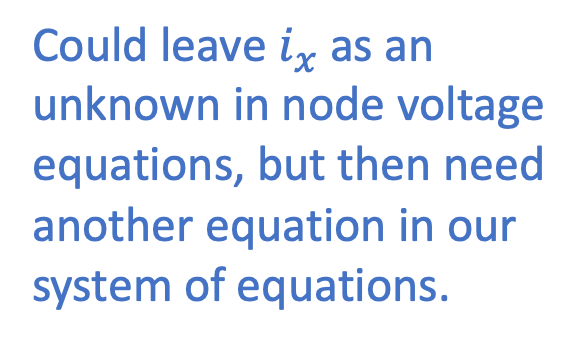 Could leave iₓ as an
unknown in node voltage
equations, but then need
another equation in our
system of equations.